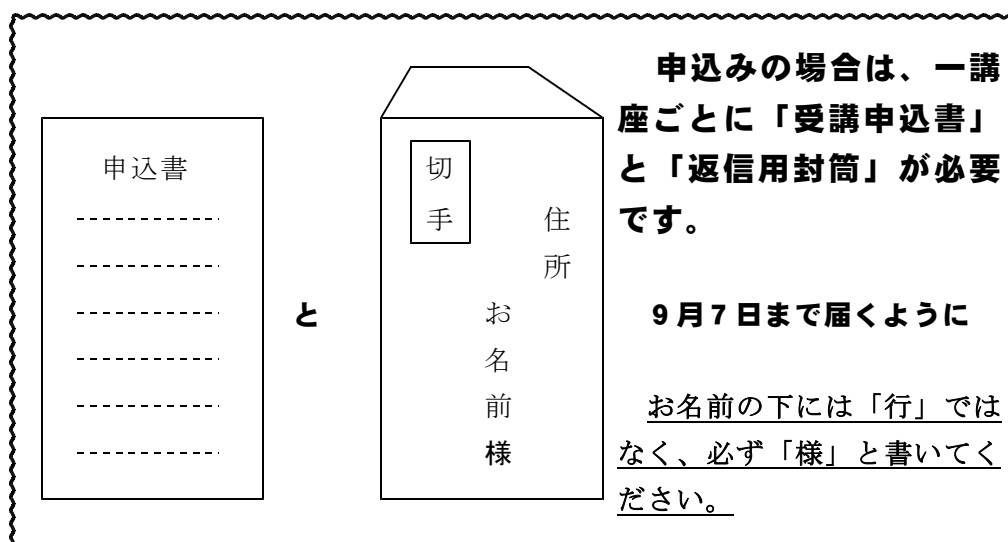 申込書
と
切手
住所
お名前様
申込みの場合は、一講
座ごとに「受講申込書」
と「返信用封筒」が必要
です。
9月7日まで届くように
お名前の下には「行」では
なく、必ず「様」と書いてく
ださい。